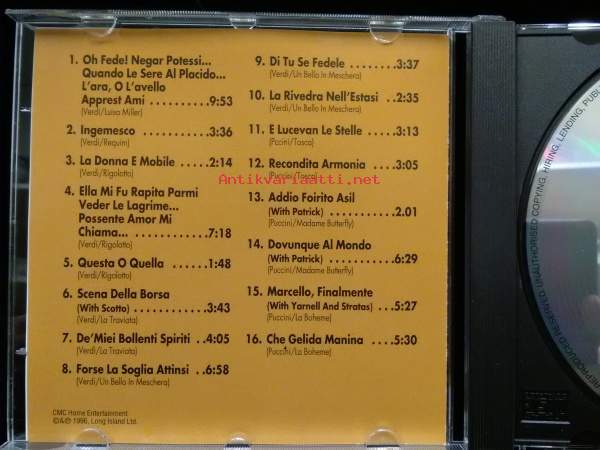 1. Oh Fede! Negar Potessi...
Quando Le Sere Al Placido...
L'ara, O L'avello
Apprest Ami ..........9:53
(Verdi/Luisa Miller)
2. Ingemesco ..........3:36
(Verdi/Requim)
3. La Donna E Mobile .....2:14
(Verdi/Rigolotto)
4. Ella Mi Fu Rapita Parmi
Veder Le Lagrime...
Possente Amor Mi
Chiama... ............7:18
(Verdi/Rigolatto)
5. Questa O Quella ......1:48
(Verdi/Rigolotto)
6. Scena Della Borsa
(With Scotto) ..........3:43
(Verdi/La Traviata)
7. De'Miei Bollenti Spiriti ..4:05
(Verdi/La Traviata)
8. Forse La Soglia Attinsi ..6:58
(Verdi/Un Bello In Meschera)
9. Di Tu Se Fedele ........3:37
(Verdi/Un Bello In Meschera)
10. La Rivedra Nell'Estasi ..2:35
(Verdi/Un Bello In Meschera)
11. E Lucevan Le Stelle ....3:13
(Pccini/Tosca)
12. Recondita Armonia ....3:05
(Puccini/Tosca)
13. Addio Foirito Asil
(With Patrick) ...........2.01
(Puccini/Madame Butterfly)
14. Dovunque Al Mondo
(With Patrick) ...........6:29
(Puccini/Madame Butterfly)
15. Marcello, Finalmente
(With Yarnell And Stratas) ..5:27
(Puccini/La Boheme)
16. Che Gelida Manina ....5:30
(Puccini/La Boheme)
CMC Home Entertainment
©&℗ 1996, Long Island Ltd.
Antikvariaatti.net
REPRODUCED RESERVED. UNAUTHORISED COPYING, HIRING, LENDING, PUBL